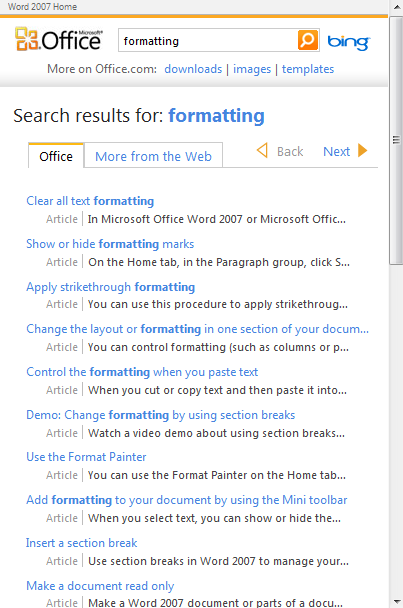 Word 2007 Home
Microsoft®
Office
formatting
bing™
More on Office.com: downloads | images | templates
Search results for: formatting
Office
More from the Web
Back
Next
Clear all text formatting
Article | In Microsoft Office Word 2007 or Microsoft Offic...
Show or hide formatting marks
Article | On the Home tab, in the Paragraph group, click S...
Apply strikethrough formatting
Article | You can use this procedure to apply strikethroug...
Change the layout or formatting in one section of your docum...
Article | You can control formatting (such as columns or p...
Control the formatting when you paste text
Article | When you cut or copy text and then paste it into...
Demo: Change formatting by using section breaks
Article | Watch a video demo about using section breaks...
Use the Format Painter
Article | You can use the Format Painter on the Home tab...
Add formatting to your document by using the Mini toolbar
Article | When you select text, you can show or hide the...
Insert a section break
Article | Use section breaks in Word 2007 to manage your...
Make a document read only
Article | Make a Word 2007 document or parts of a docu...